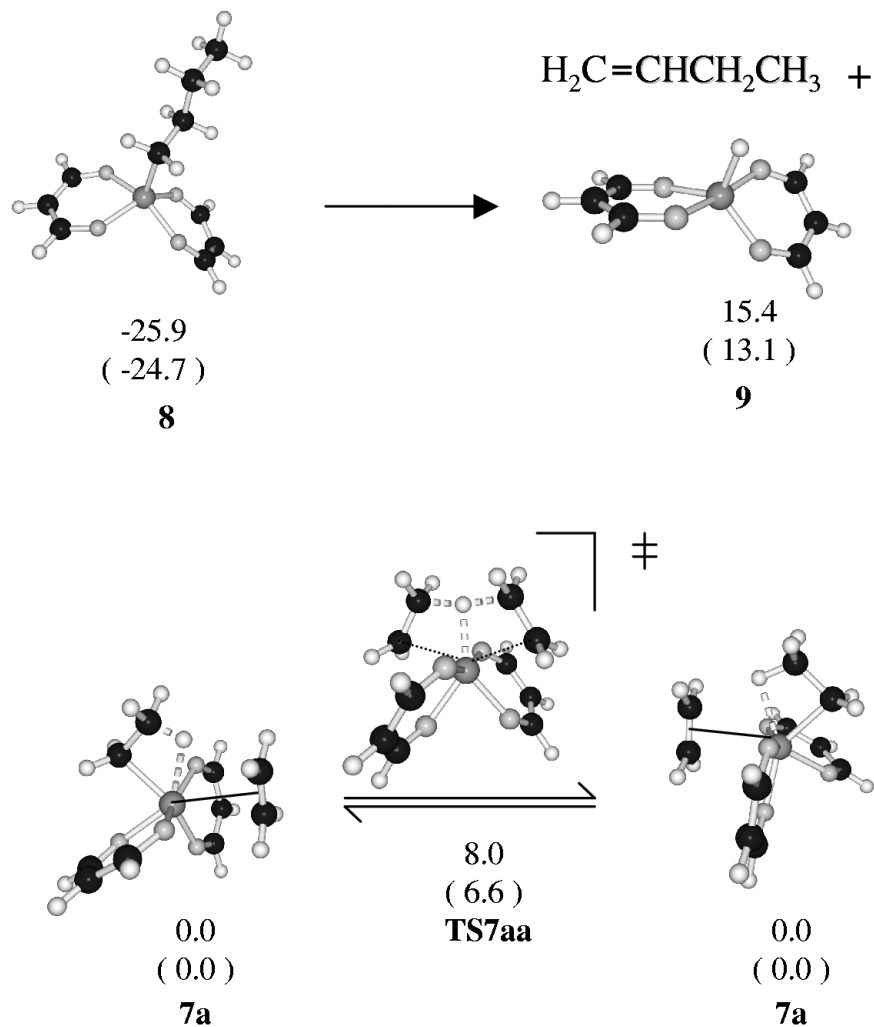 H₂C=CHCH₂CH₃ +
-25.9
( -24.7 )
8
15.4
( 13.1 )
9
‡
8.0
( 6.6 )
TS7aa
0.0
( 0.0 )
7a
0.0
( 0.0 )
7a